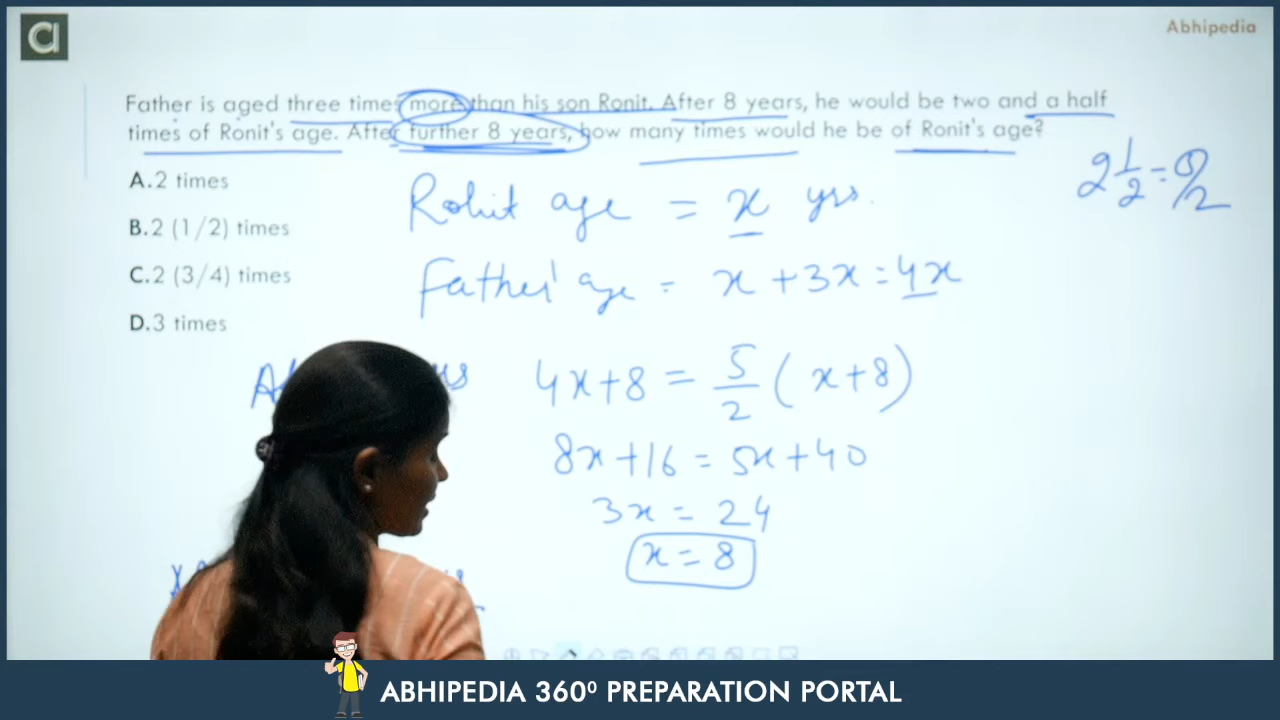 Abhipedia
Father is aged three times more than his son Ronit. After 8 years, he would be two and a half
times of Ronit's age. After further 8 years, how many times would he be of Ronit's age?
2 1/2 = 5/2
A.2 times
B.2 (1/2) times
C.2 (3/4) times
D.3 times
Rohit age = x yrs.
Father' age = x + 3x = 4x
4x+8 = 5/2 (x+8)
8x+16 = 5x+40
3x = 24
x = 8
ABHIPEDIA 360⁰ PREPARATION PORTAL